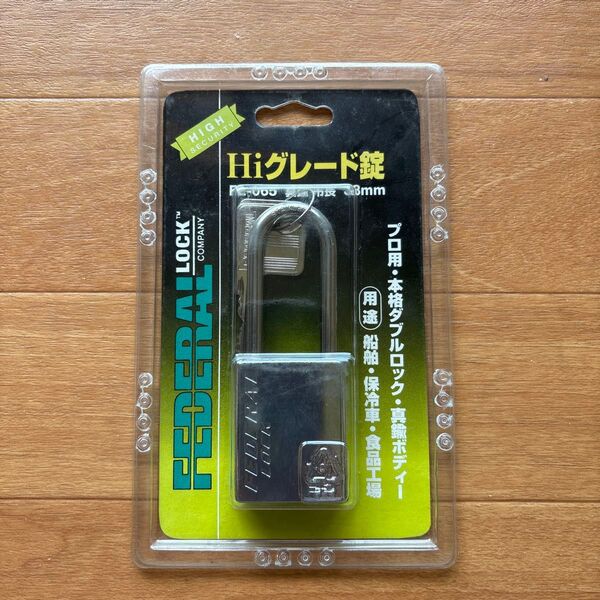 HIGH
SECURITY
Hiグレード錠
38mm
FEDERAL
LOCK™
COMPANY
プロ用・本格ダブルロック・真鍮ボディー
用途 船舶・保冷車・食品工場
FEDERAL
LOCK